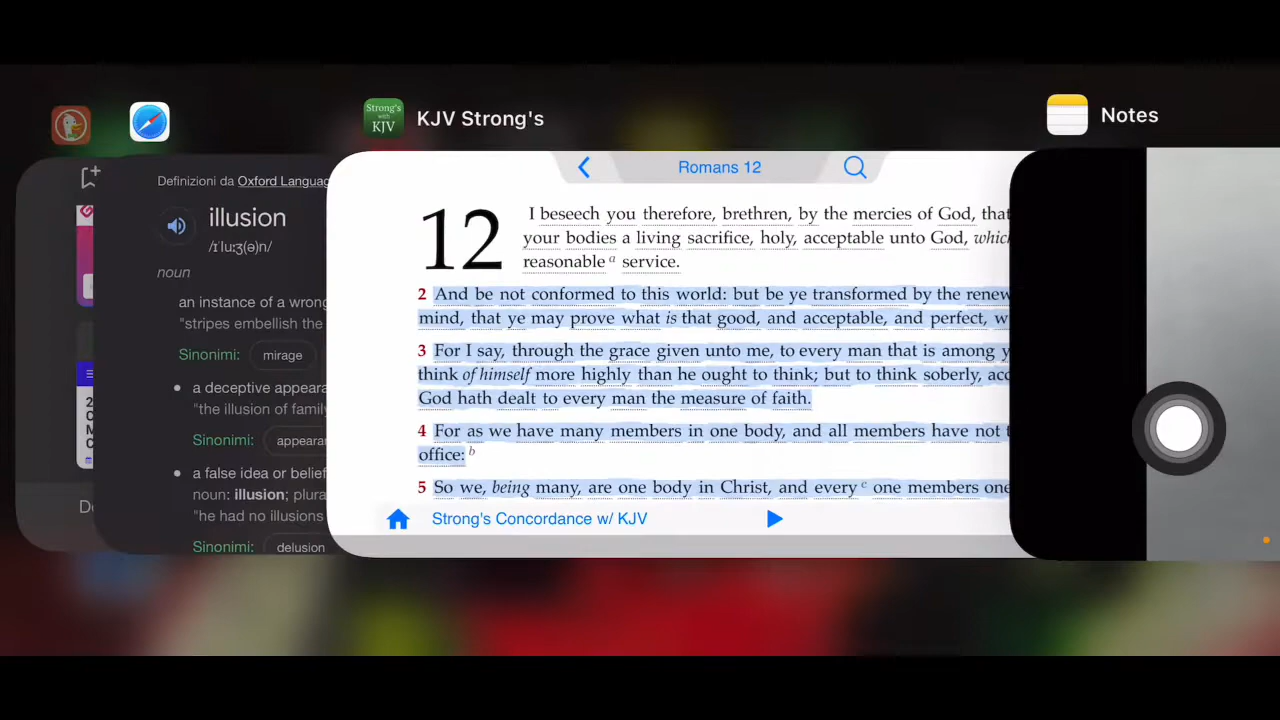 KJV Strong's
Notes
Strong's
with
KJV
Definizioni da Oxford Languag
illusion
/ɪˈluːʒ(ə)n/
noun
an instance of a wrong
"stripes embellish the
Sinonimi: mirage
a deceptive appeara
"the illusion of family
Sinonimi: appearan
a false idea or belief
noun: illusion; plura
"he had no illusions
Sinonimi: delusion
Romans 12
12 I beseech you therefore, brethren, by the mercies of God, that
your bodies a living sacrifice, holy, acceptable unto God, which
reasonable a service.
2 And be not conformed to this world: but be ye transformed by the renew
mind, that ye may prove what is that good, and acceptable, and perfect, w
3 For I say, through the grace given unto me, to every man that is among y
think of himself more highly than he ought to think; but to think soberly, acc
God hath dealt to every man the measure of faith.
4 For as we have many members in one body, and all members have not t
office: b
5 So we, being many, are one body in Christ, and every c one members one
Strong's Concordance w/ KJV